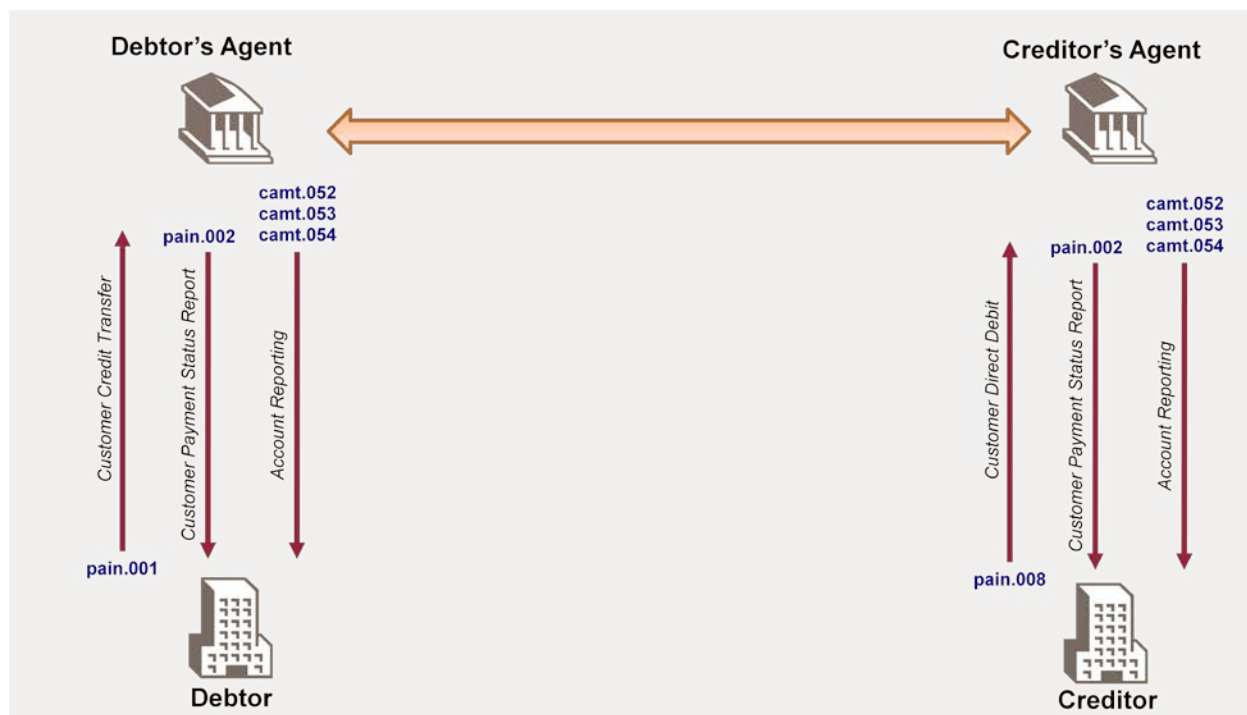 Debtor's Agent
Creditor's Agent
camt.052
camt.053
camt.054
pain.002
camt.052
camt.053
camt.054
pain.002
Customer Credit Transfer
Customer Payment Status Report
Account Reporting
Customer Direct Debit
Customer Payment Status Report
Account Reporting
pain.001
pain.008
Debtor
Creditor